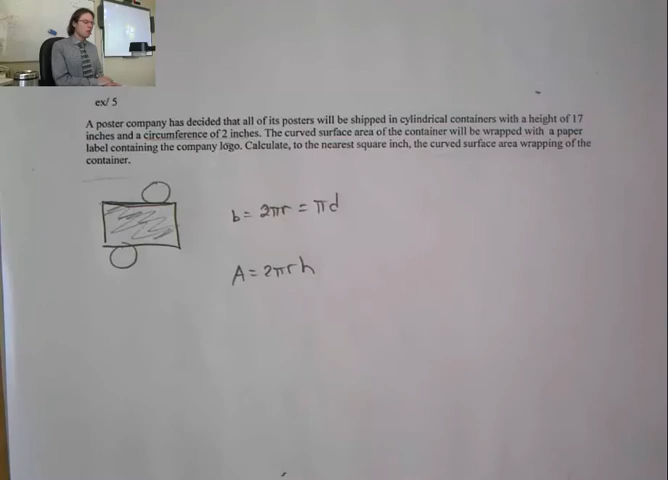 ex/ 5
A poster company has decided that all of its posters will be shipped in cylindrical containers with a height of 17
inches and a circumference of 2 inches. The curved surface area of the container will be wrapped with a paper
label containing the company logo. Calculate, to the nearest square inch, the curved surface area wrapping of the
container.
b = 2πr = πd
A = 2πrh